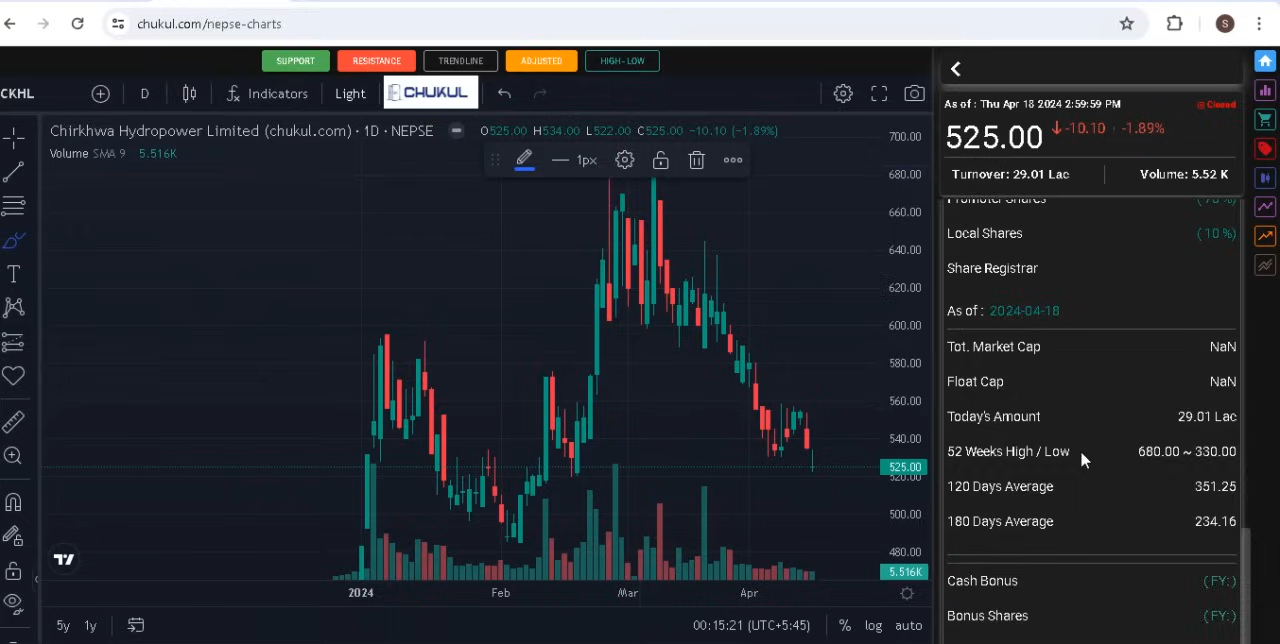 chukul.com/nepse-charts
S
SUPPORT RESISTANCE TRENDLINE ADJUSTED HIGH-LOW
CKHL D Indicators Light CHUKUL
Chirkhwa Hydropower Limited (chukul.com) · 1D · NEPSE O525.00 H534.00 L522.00 C525.00 −10.10 (−1.89%)
Volume SMA 9 5.516K
1px
700.00
680.00
660.00
640.00
620.00
600.00
580.00
560.00
540.00
525.00
520.00
500.00
480.00
5.516K
2024 Feb Mar Apr
5y 1y 00:15:21 (UTC+5:45) % log auto
As of : Thu Apr 18 2024 2:59:59 PM Closed
525.00 -10.10 -1.89%
Turnover: 29.01 Lac Volume: 5.52 K
Promoter Shares
Local Shares (10 %)
Share Registrar
As of : 2024-04-18
Tot. Market Cap NaN
Float Cap NaN
Today's Amount 29.01 Lac
52 Weeks High / Low 680.00 ~ 330.00
120 Days Average 351.25
180 Days Average 234.16
Cash Bonus (FY:)
Bonus Shares (FY:)